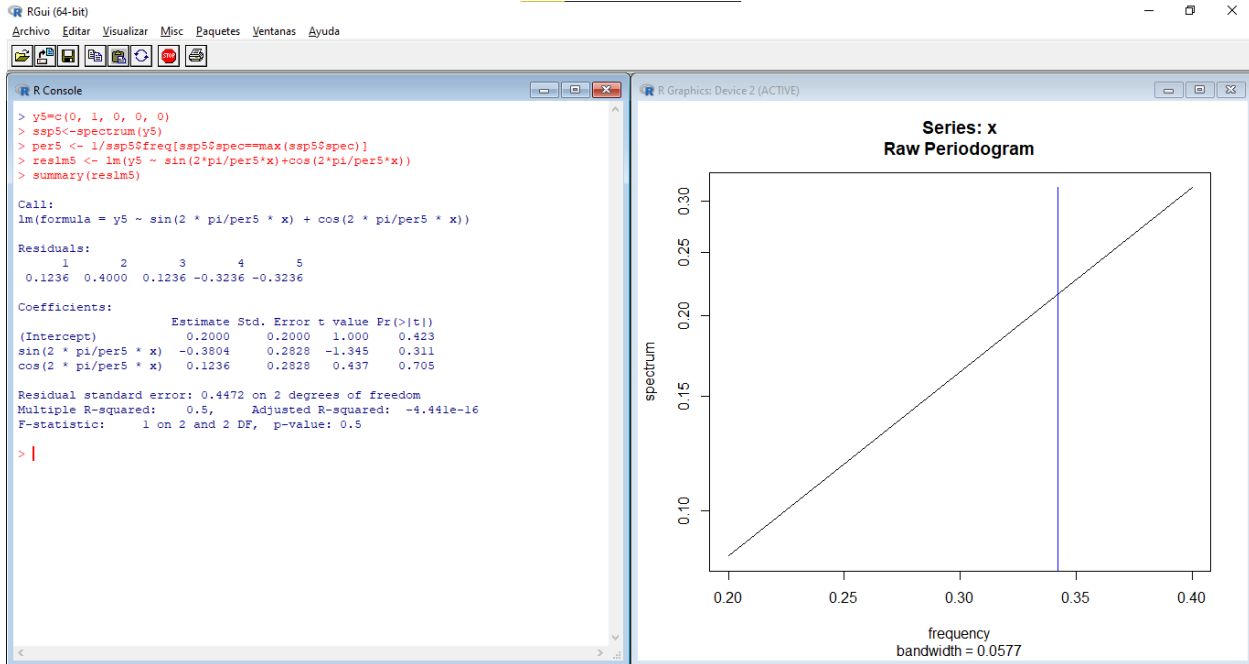 RGui (64-bit)
Archivo Editar Visualizar Misc Paquetes Ventanas Ayuda
STOP
R Console
> y5=c(0, 1, 0, 0, 0)
> ssp5<-spectrum(y5)
> per5 <- 1/ssp5$freq[ssp5$spec==max(ssp5$spec)]
> reslm5 <- lm(y5 ~ sin(2*pi/per5*x)+cos(2*pi/per5*x))
> summary(reslm5)
Call:
lm(formula = y5 ~ sin(2 * pi/per5 * x) + cos(2 * pi/per5 * x))
Residuals:
1 2 3 4 5
0.1236 0.4000 0.1236 -0.3236 -0.3236
Coefficients:
Estimate Std. Error t value Pr(>|t|)
(Intercept) 0.2000 0.2000 1.000 0.423
sin(2 * pi/per5 * x) -0.3804 0.2828 -1.345 0.311
cos(2 * pi/per5 * x) 0.1236 0.2828 0.437 0.705
Residual standard error: 0.4472 on 2 degrees of freedom
Multiple R-squared: 0.5, Adjusted R-squared: -4.441e-16
F-statistic: 1 on 2 and 2 DF, p-value: 0.5
>
R Graphics: Device 2 (ACTIVE)
Series: x
Raw Periodogram
spectrum
0.30
0.25
0.20
0.15
0.10
0.20 0.25 0.30 0.35 0.40
frequency
bandwidth = 0.0577